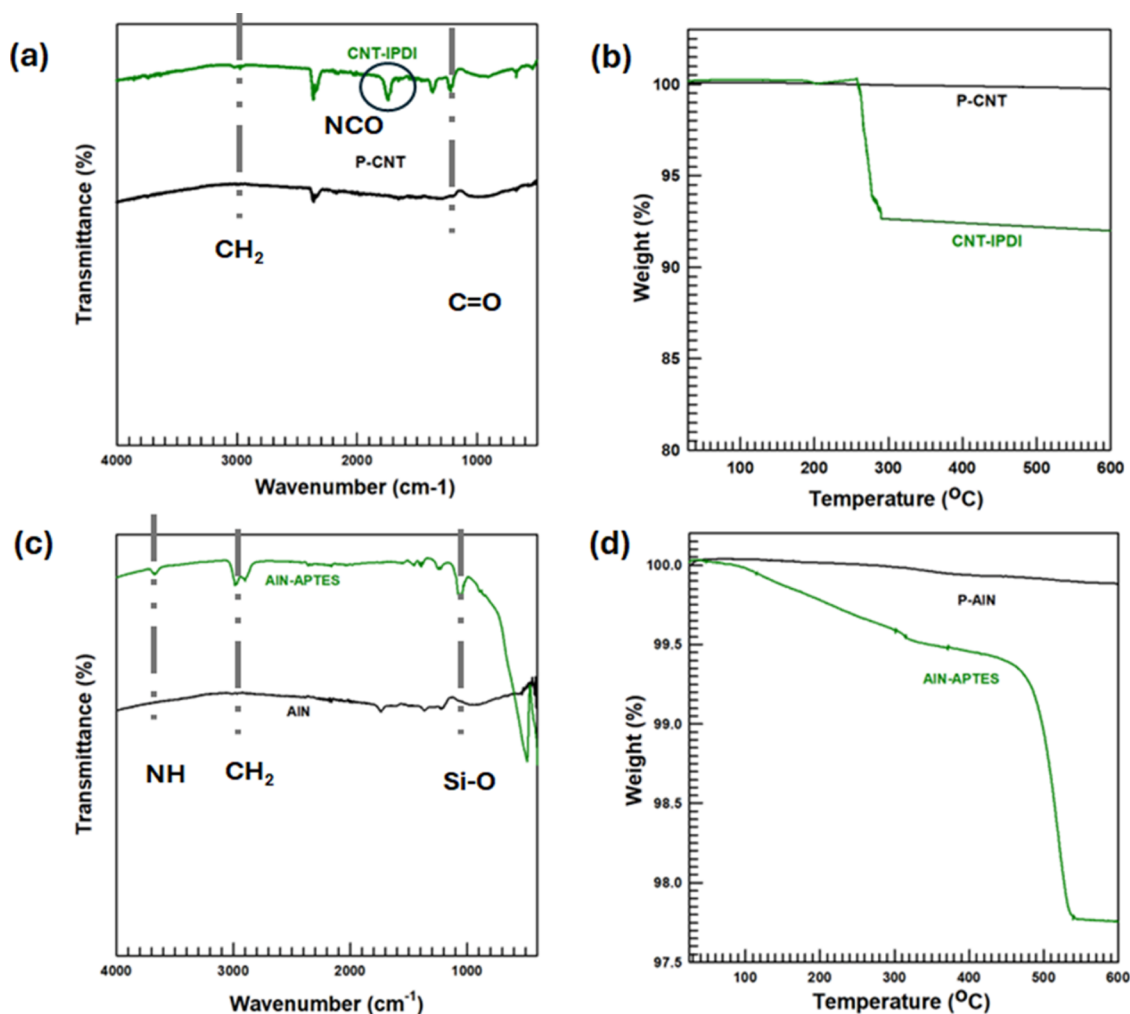 (a)
CNT-IPDI
NCO
P-CNT
CH₂
C=O
Transmittance (%)
4000 3000 2000 1000
Wavenumber (cm-1)
(b)
100
95
90
85
80
P-CNT
CNT-IPDI
Weight (%)
100 200 300 400 500 600
Temperature (ᴼC)
(c)
AlN-APTES
AlN
NH
CH₂
Si-O
Transmittance (%)
4000 3000 2000 1000
Wavenumber (cm⁻¹)
(d)
100.0
99.5
99.0
98.5
98.0
97.5
P-AlN
AlN-APTES
Weight (%)
100 200 300 400 500 600
Temperature (ᴼC)